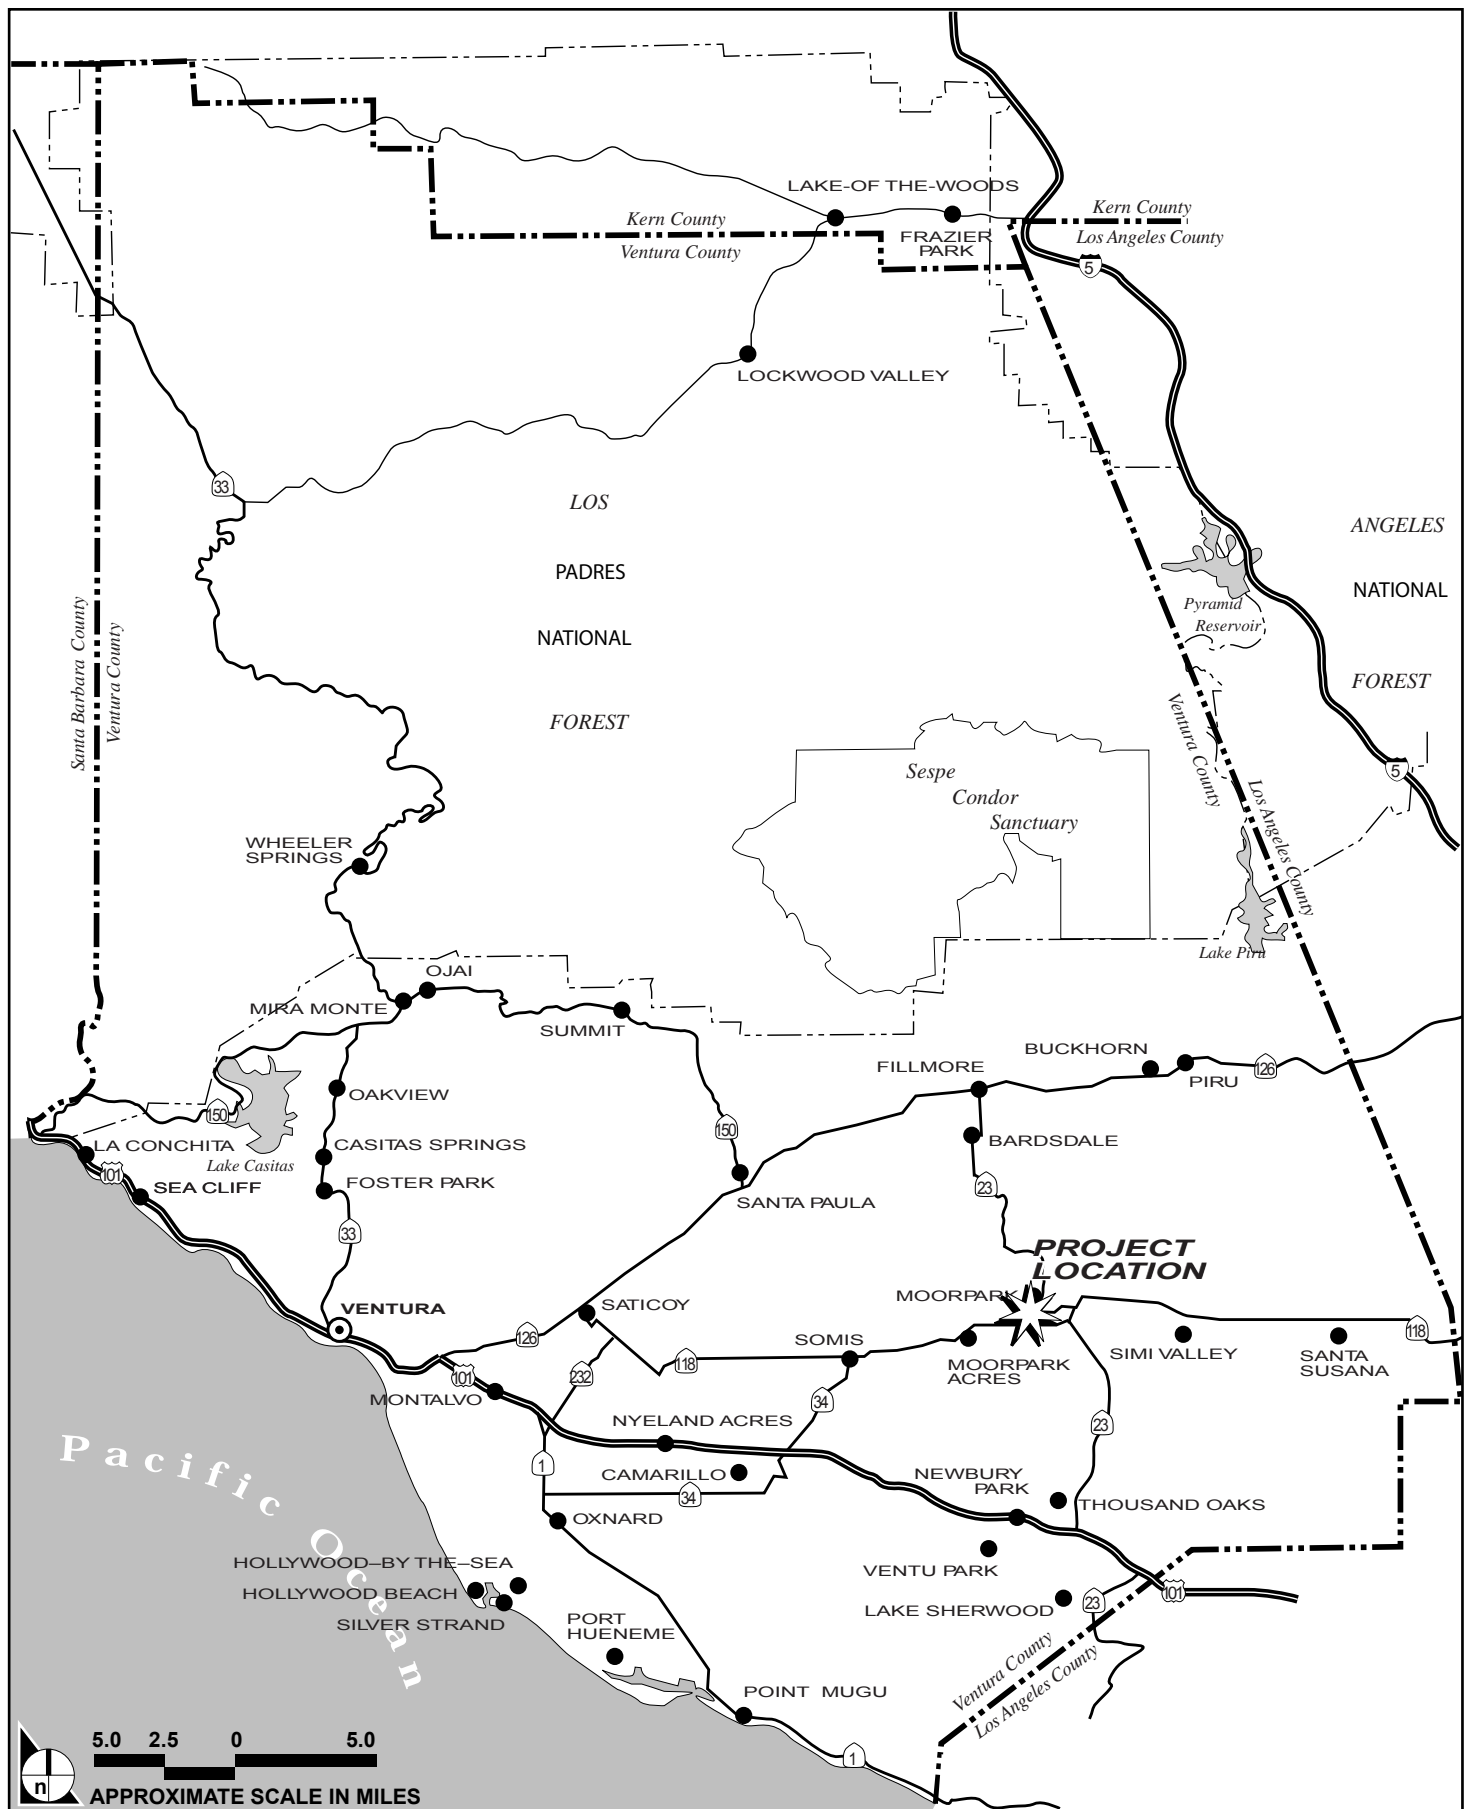 LAKE-OF THE-WOODS
Kern County
Kern County
FRAZIER
PARK
Los Angeles County
Ventura County
5
LOCKWOOD VALLEY
33
LOS
PADRES
NATIONAL
FOREST
ANGELES
NATIONAL
FOREST
Pyramid
Reservoir
Santa Barbara County
Ventura County
Ventura County
Los Angeles County
5
Sespe
Condor
Sanctuary
WHEELER
SPRINGS
Lake Piru
OJAI
MIRA MONTE
SUMMIT
BUCKHORN
FILLMORE
PIRU
126
OAKVIEW
150
150
BARDSDALE
LA CONCHITA
CASITAS SPRINGS
Lake Casitas
101
SEA CLIFF
FOSTER PARK
23
SANTA PAULA
33
PROJECT
LOCATION
MOORPARK
VENTURA
SATICOY
126
118
SOMIS
MOORPARK
ACRES
SIMI VALLEY
SANTA
SUSANA
118
101
232
MONTALVO
34
NYELAND ACRES
23
Pacific Ocean
1
CAMARILLO
34
NEWBURY
PARK
THOUSAND OAKS
OXNARD
HOLLYWOOD–BY THE–SEA
VENTU PARK
HOLLYWOOD BEACH
101
LAKE SHERWOOD
23
SILVER STRAND
PORT
HUENEME
Ventura County
Los Angeles County
POINT MUGU
1
5.0 2.5 0 5.0
n
APPROXIMATE SCALE IN MILES